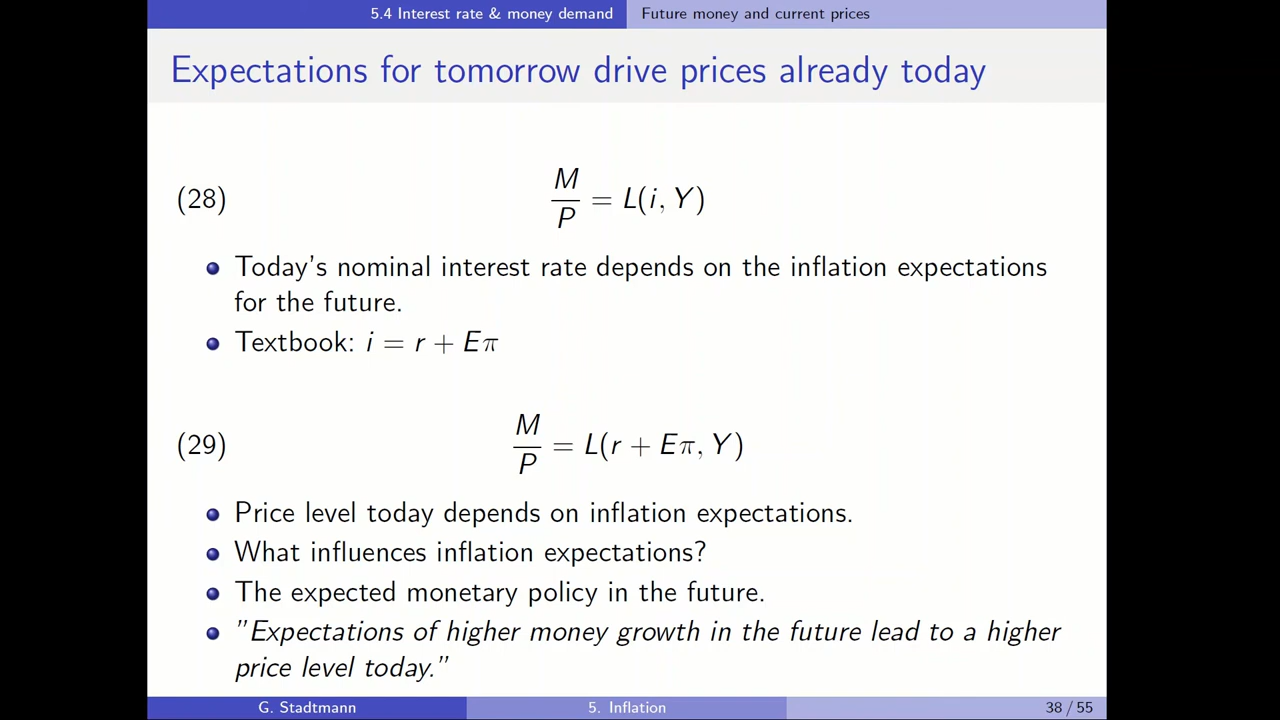 5.4 Interest rate & money demand Future money and current prices
Expectations for tomorrow drive prices already today
(28) M/P = L(i, Y)
Today's nominal interest rate depends on the inflation expectations
for the future.
Textbook: i = r + Eπ
(29) M/P = L(r + Eπ, Y)
Price level today depends on inflation expectations.
What influences inflation expectations?
The expected monetary policy in the future.
"Expectations of higher money growth in the future lead to a higher
price level today."
G. Stadtmann 5. Inflation 38 / 55